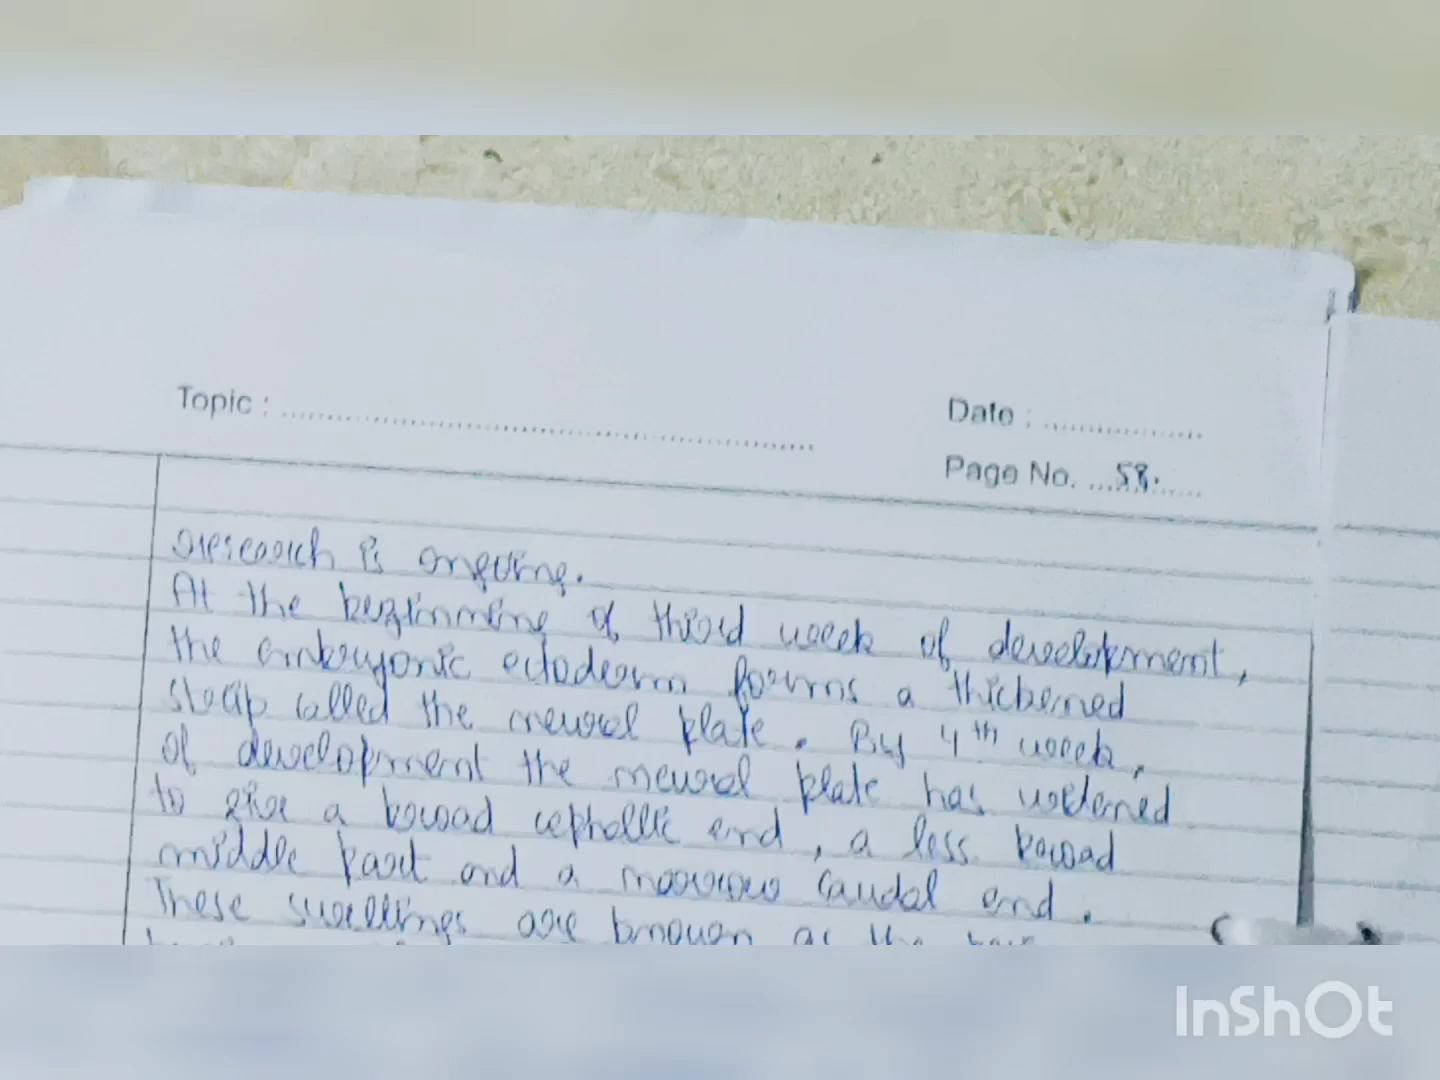 Topic :
Date :
Page No. 58.
research is ongoing.
At the beginning of third week of development,
the embryonic ectoderm forms a thickened
strip called the neural plate. By 4th week,
of development the neural plate has widened
to give a broad cephalic end, a less broad
middle part and a narrow caudal end.
These swellings are known as the
InShOt